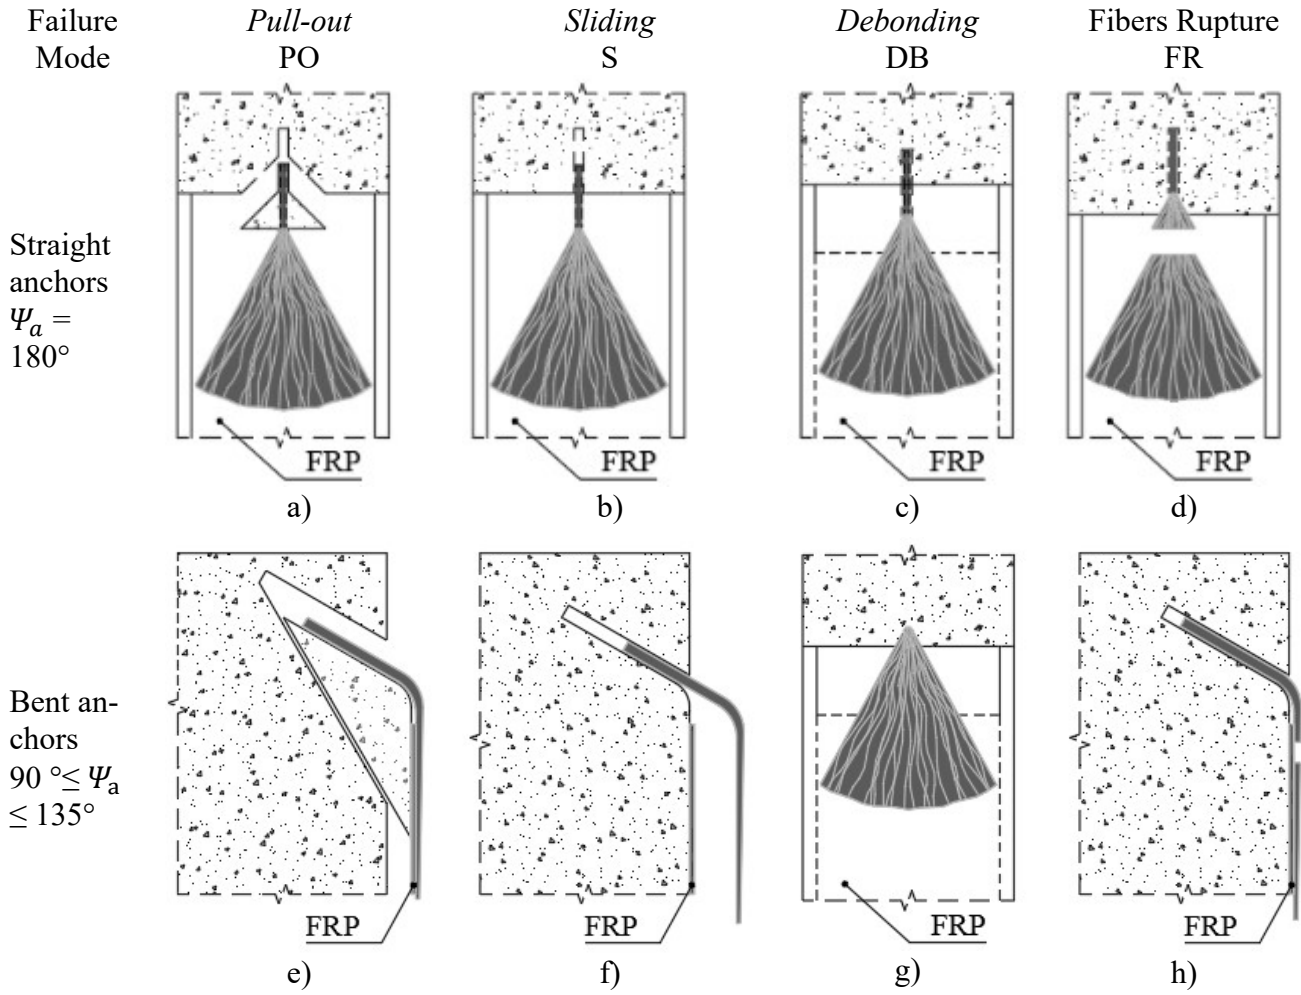 Failure Mode
Pull-out
PO
Sliding
S
Debonding
DB
Fibers Rupture
FR
Straight
anchors
Ψa =
180°
FRP
FRP
FRP
FRP
a)
b)
c)
d)
Bent an-
chors
90 °≤ Ψa
≤ 135°
FRP
FRP
FRP
FRP
e)
f)
g)
h)